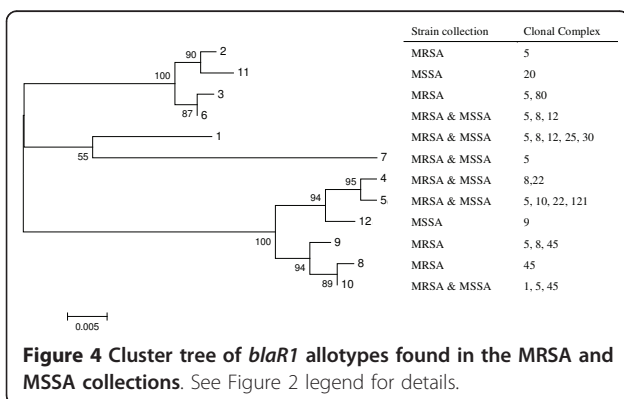 Strain collection Clonal Complex
2 MRSA 5
90
11 MSSA 20
100
3 MRSA 5, 80
87 6 MRSA & MSSA 5, 8, 12
1 MRSA & MSSA 5, 8, 12, 25, 30
55
7 MRSA & MSSA 5
95 4 MRSA & MSSA 8,22
94
5 MRSA & MSSA 5, 10, 22, 121
12 MSSA 9
100
9 MRSA 5, 8, 45
94
8 MRSA 45
89 10 MRSA & MSSA 1, 5, 45
0.005
Figure 4 Cluster tree of blaR1 allotypes found in the MRSA and
MSSA collections. See Figure 2 legend for details.